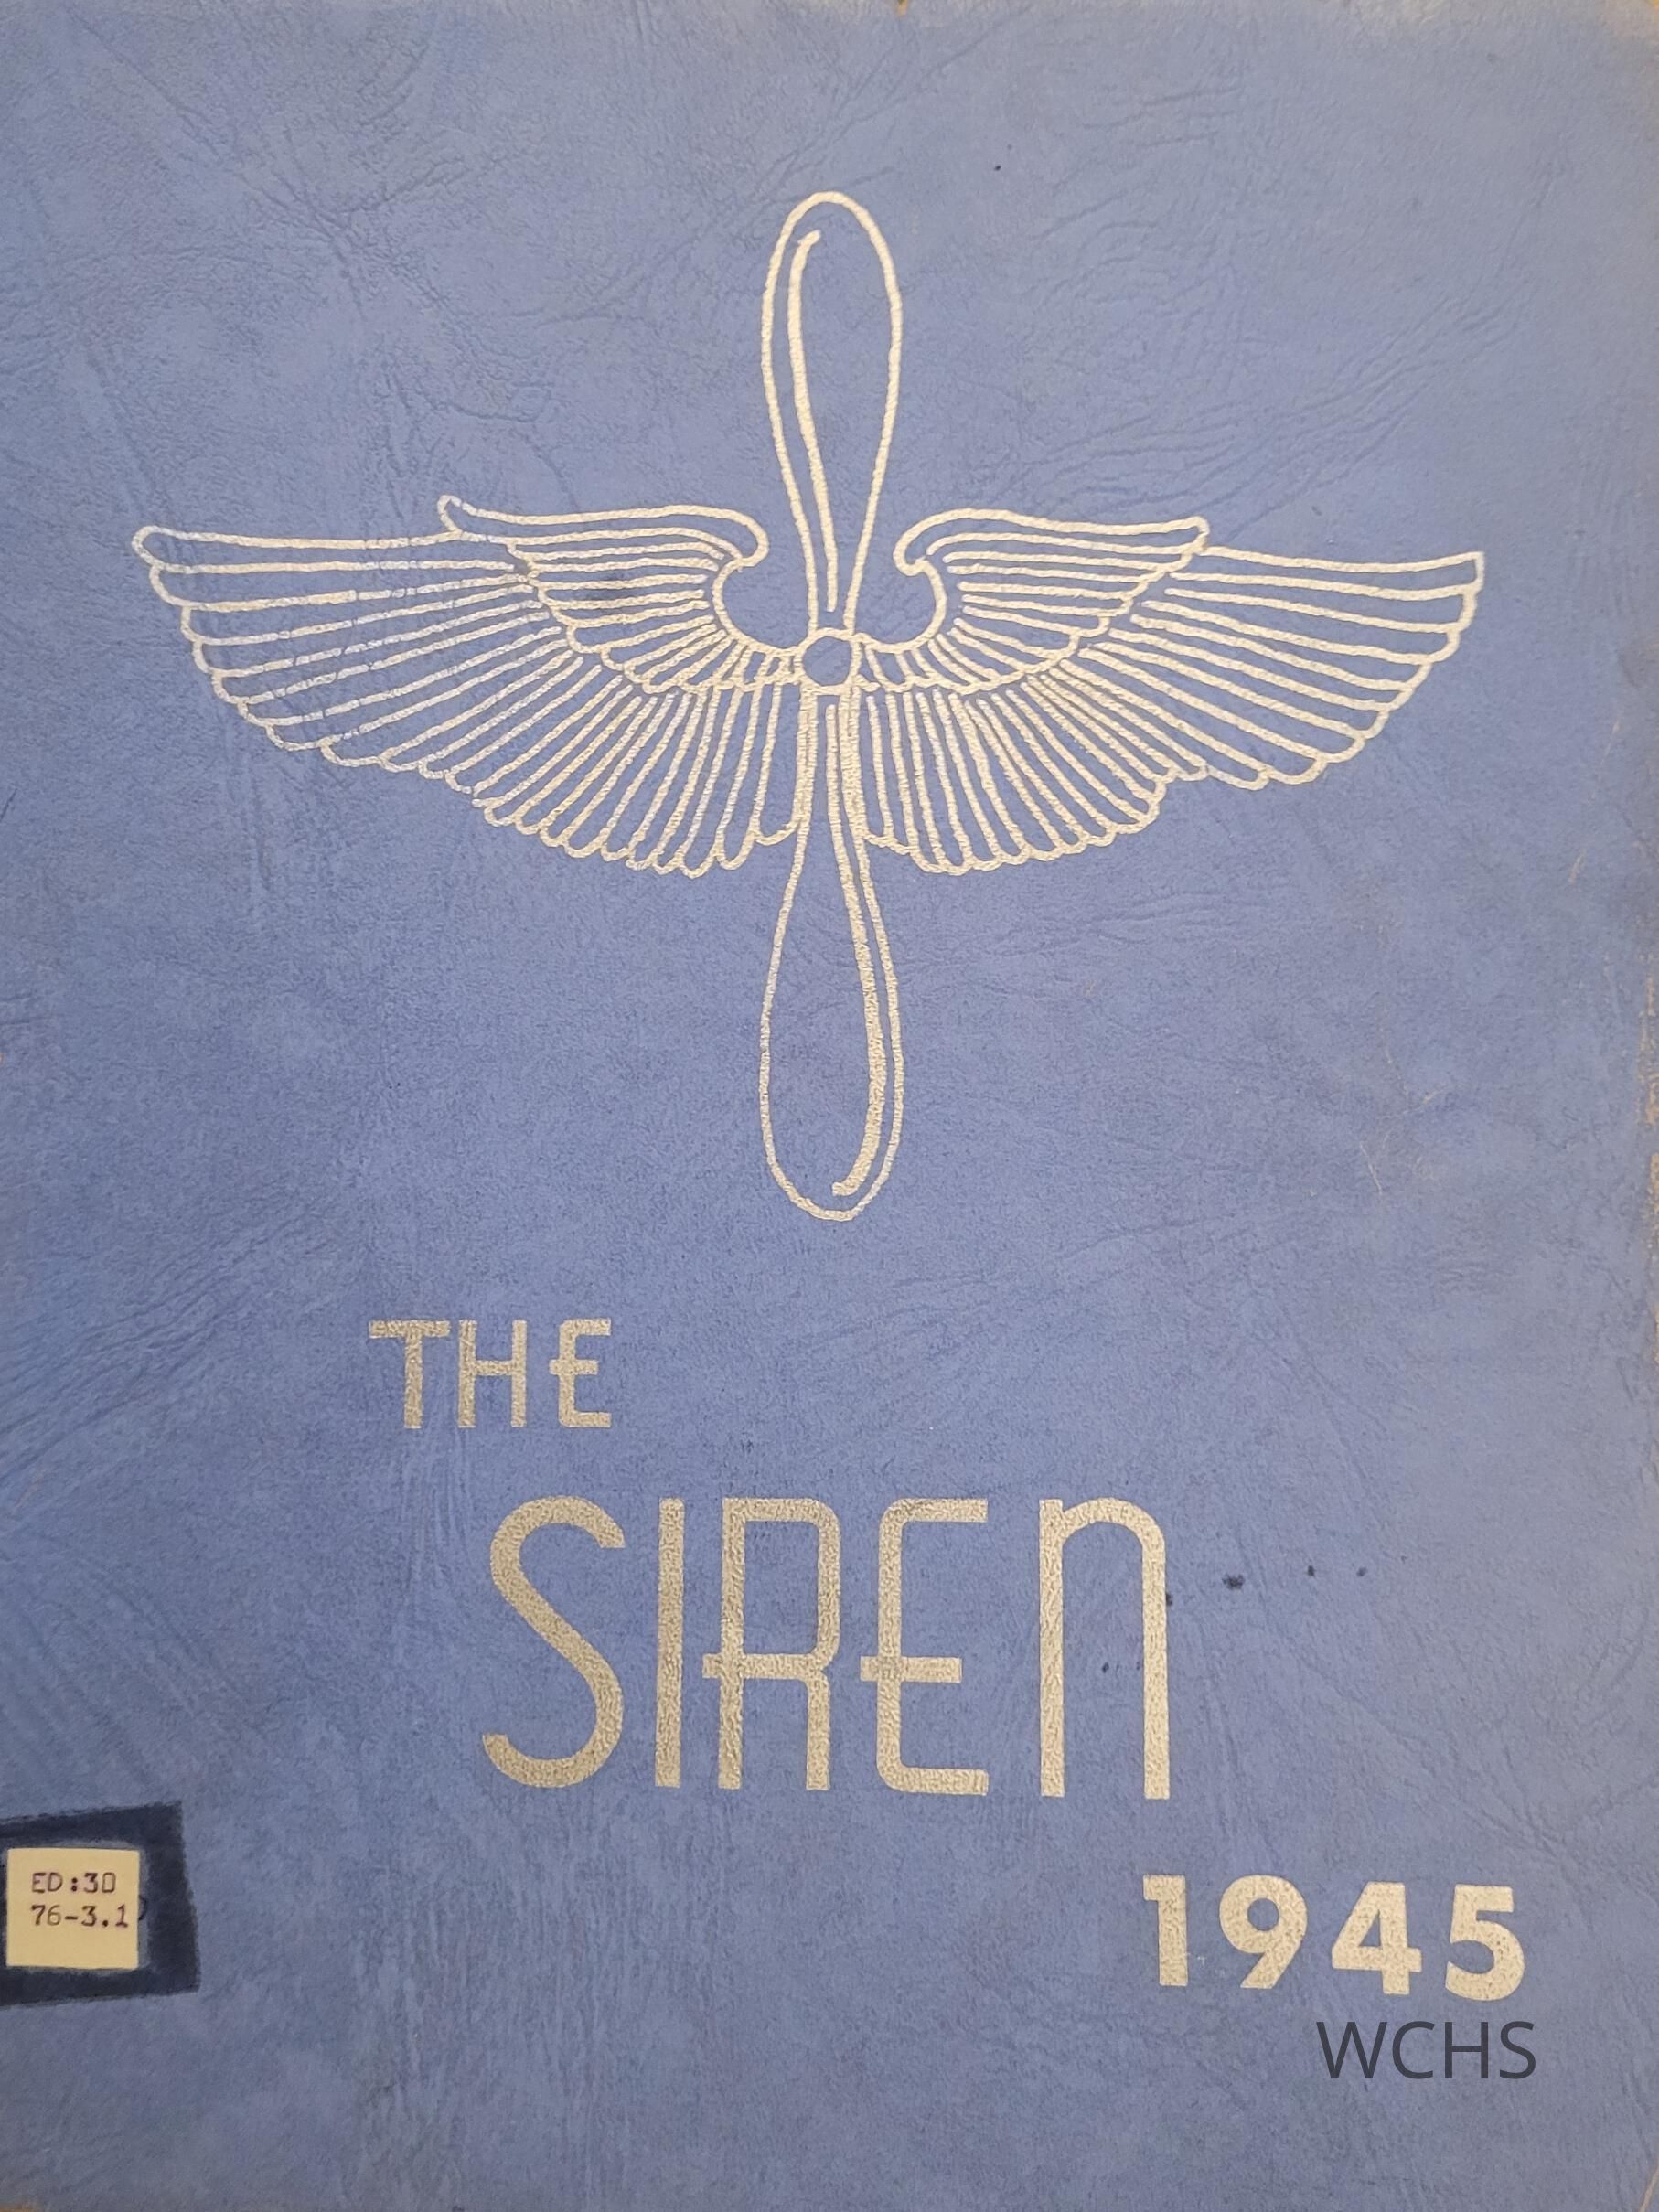 THE
SIREN
1945
WCHS
ED:30
76-3.1